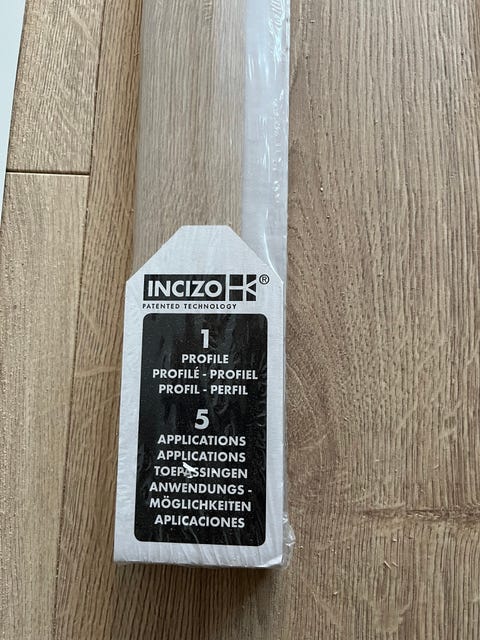 INCIZO ®
PATENTED TECHNOLOGY
1
PROFILE
PROFILÉ - PROFIEL
PROFIL - PERFIL
5
APPLICATIONS
APPLICATIONS
TOEPASSINGEN
ANWENDUNGS -
MÖGLICHKEITEN
APLICACIONES